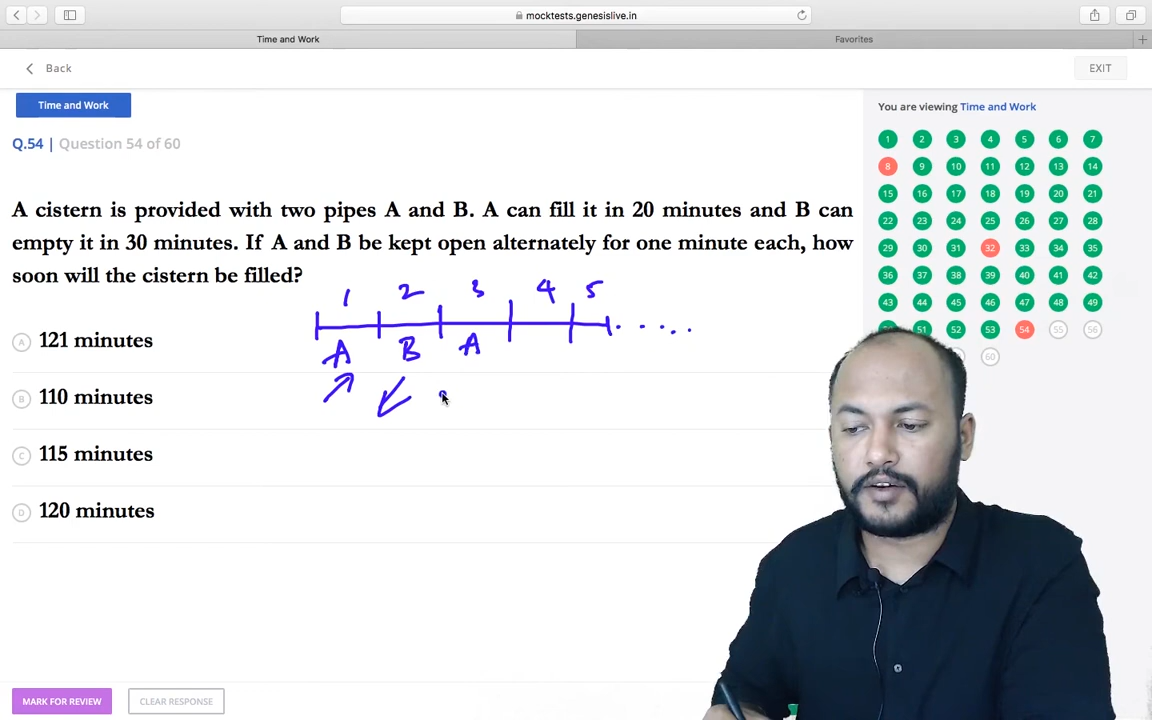 mocktests.genesislive.in
Time and Work
Favorites
Back
EXIT
Time and Work
You are viewing Time and Work
Q.54 | Question 54 of 60
1 2 3 4 5 6 7
8 9 10 11 12 13 14
15 16 17 18 19 20 21
22 23 24 25 26 27 28
29 30 31 32 33 34 35
36 37 38 39 40 41 42
43 44 45 46 47 48 49
51 52 53 54 55 56
60
A cistern is provided with two pipes A and B. A can fill it in 20 minutes and B can
empty it in 30 minutes. If A and B be kept open alternately for one minute each, how
soon will the cistern be filled?
1 2 3 4 5
A B A
A 121 minutes
B 110 minutes
C 115 minutes
D 120 minutes
MARK FOR REVIEW
CLEAR RESPONSE